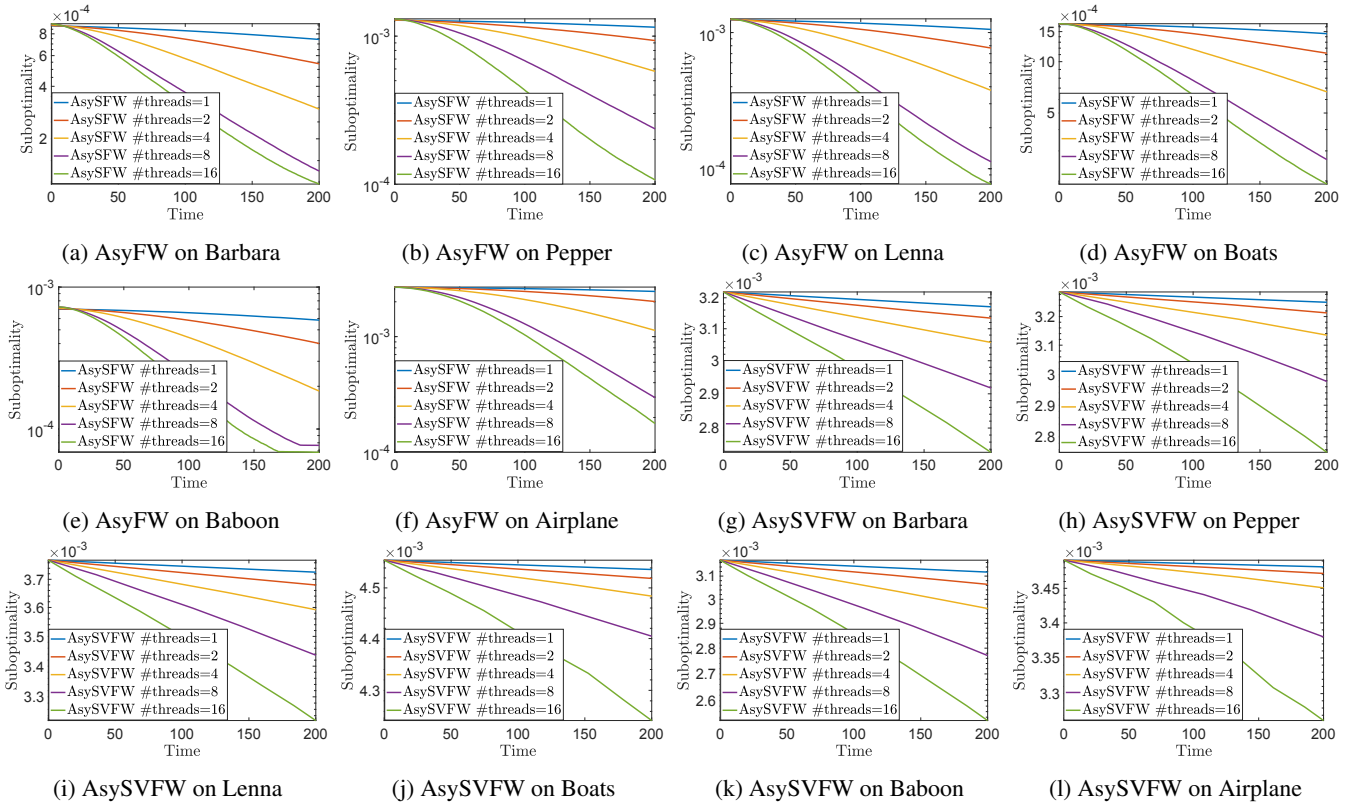 ×10⁻⁴
8
6
4
2
Suboptimality
AsySFW #threads=1
AsySFW #threads=2
AsySFW #threads=4
AsySFW #threads=8
AsySFW #threads=16
0 50 100 150 200
Time
(a) AsyFW on Barbara
10⁻³
10⁻⁴
Suboptimality
AsySFW #threads=1
AsySFW #threads=2
AsySFW #threads=4
AsySFW #threads=8
AsySFW #threads=16
0 50 100 150 200
Time
(b) AsyFW on Pepper
10⁻³
10⁻⁴
Suboptimality
AsySFW #threads=1
AsySFW #threads=2
AsySFW #threads=4
AsySFW #threads=8
AsySFW #threads=16
0 50 100 150 200
Time
(c) AsyFW on Lenna
×10⁻⁴
15
10
5
Suboptimality
AsySFW #threads=1
AsySFW #threads=2
AsySFW #threads=4
AsySFW #threads=8
AsySFW #threads=16
0 50 100 150 200
Time
(d) AsyFW on Boats
10⁻³
10⁻⁴
Suboptimality
AsySFW #threads=1
AsySFW #threads=2
AsySFW #threads=4
AsySFW #threads=8
AsySFW #threads=16
0 50 100 150 200
Time
(e) AsyFW on Baboon
10⁻³
10⁻⁴
Suboptimality
AsySFW #threads=1
AsySFW #threads=2
AsySFW #threads=4
AsySFW #threads=8
AsySFW #threads=16
0 50 100 150 200
Time
(f) AsyFW on Airplane
×10⁻³
3.2
3.1
3
2.9
2.8
Suboptimality
AsySVFW #threads=1
AsySVFW #threads=2
AsySVFW #threads=4
AsySVFW #threads=8
AsySVFW #threads=16
0 50 100 150 200
Time
(g) AsySVFW on Barbara
×10⁻³
3.2
3.1
3
2.9
2.8
Suboptimality
AsySVFW #threads=1
AsySVFW #threads=2
AsySVFW #threads=4
AsySVFW #threads=8
AsySVFW #threads=16
0 50 100 150 200
Time
(h) AsySVFW on Pepper
×10⁻³
3.7
3.6
3.5
3.4
3.3
Suboptimality
AsySVFW #threads=1
AsySVFW #threads=2
AsySVFW #threads=4
AsySVFW #threads=8
AsySVFW #threads=16
0 50 100 150 200
Time
(i) AsySVFW on Lenna
×10⁻³
4.5
4.4
4.3
Suboptimality
AsySVFW #threads=1
AsySVFW #threads=2
AsySVFW #threads=4
AsySVFW #threads=8
AsySVFW #threads=16
0 50 100 150 200
Time
(j) AsySVFW on Boats
×10⁻³
3.1
3
2.9
2.8
2.7
2.6
Suboptimality
AsySVFW #threads=1
AsySVFW #threads=2
AsySVFW #threads=4
AsySVFW #threads=8
AsySVFW #threads=16
0 50 100 150 200
Time
(k) AsySVFW on Baboon
×10⁻³
3.45
3.4
3.35
3.3
Suboptimality
AsySVFW #threads=1
AsySVFW #threads=2
AsySVFW #threads=4
AsySVFW #threads=8
AsySVFW #threads=16
0 50 100 150 200
Time
(l) AsySVFW on Airplane